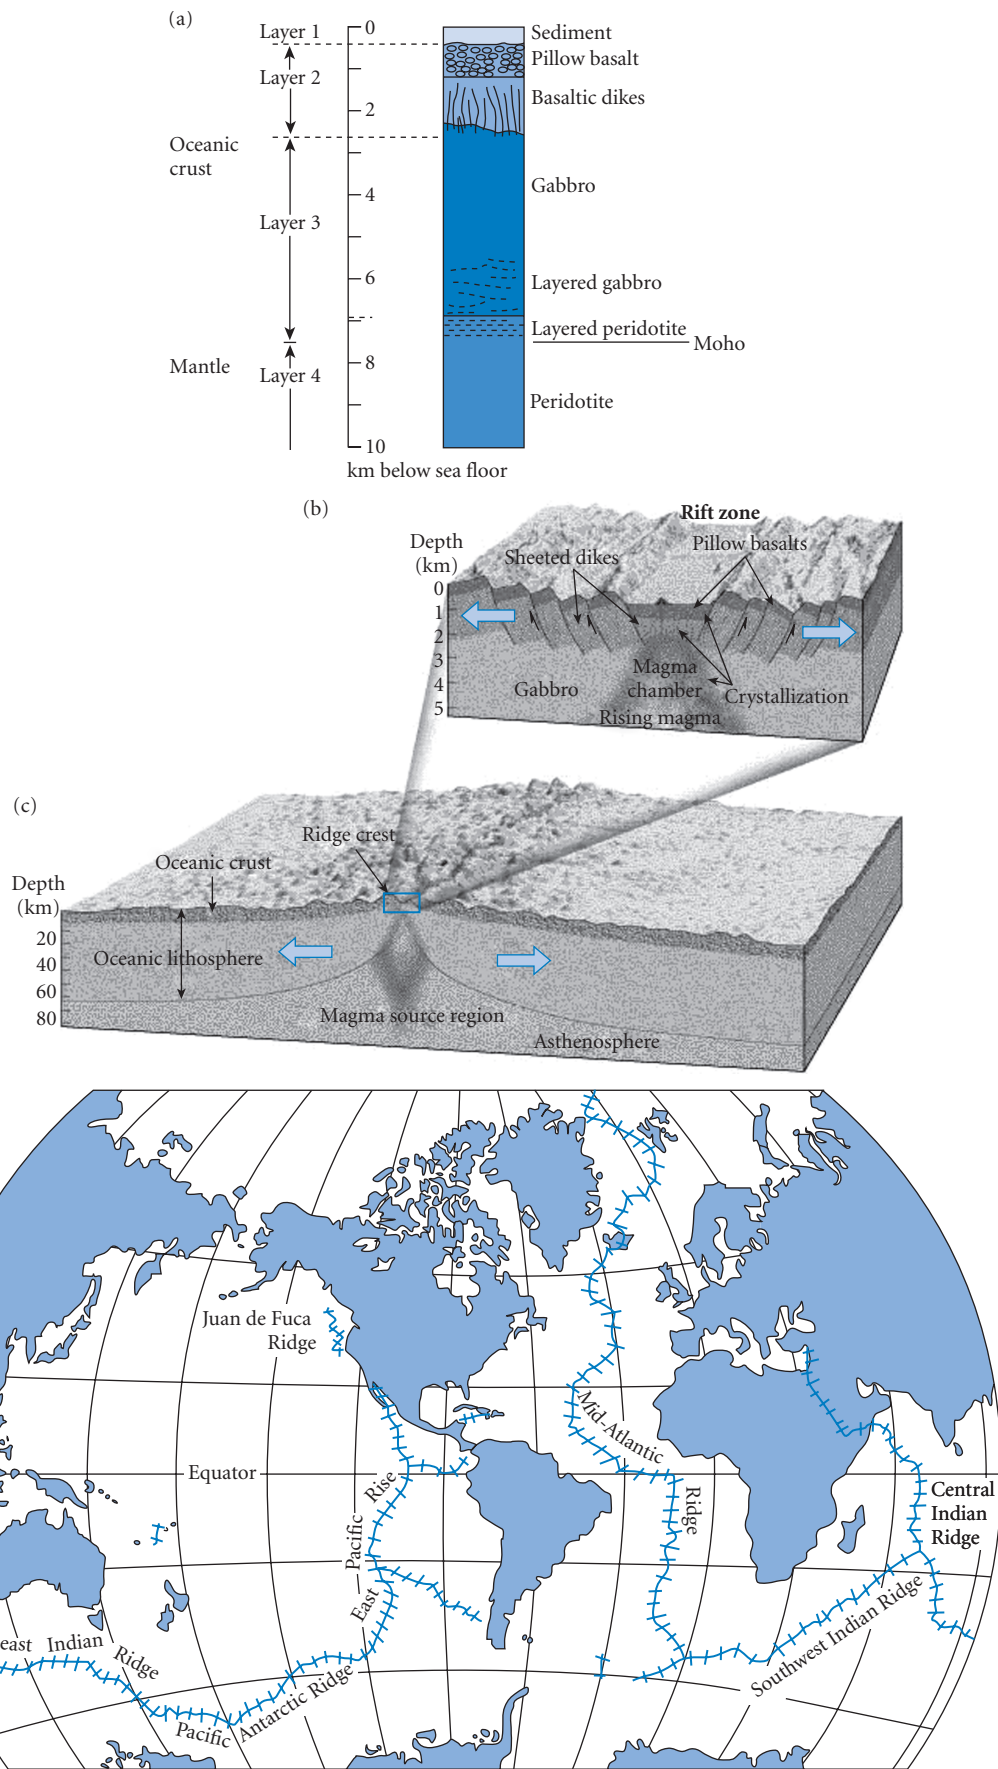 (a)
Layer 1
Layer 2
Oceanic
crust
Layer 3
Mantle
Layer 4
0
2
4
6
8
10
km below sea floor
Sediment
Pillow basalt
Basaltic dikes
Gabbro
Layered gabbro
Layered peridotite
Moho
Peridotite
(b)
Rift zone
Depth
(km)
0
1
2
3
4
5
Sheeted dikes
Pillow basalts
Magma
chamber
Gabbro
Crystallization
Rising magma
(c)
Ridge crest
Oceanic crust
Depth
(km)
20
40
60
80
Oceanic lithosphere
Magma source region
Asthenosphere
Juan de Fuca
Ridge
Mid-Atlantic
Ridge
Equator
East Pacific Rise
Central
Indian
Ridge
Southwest Indian Ridge
east Indian Ridge
Pacific Antarctic Ridge